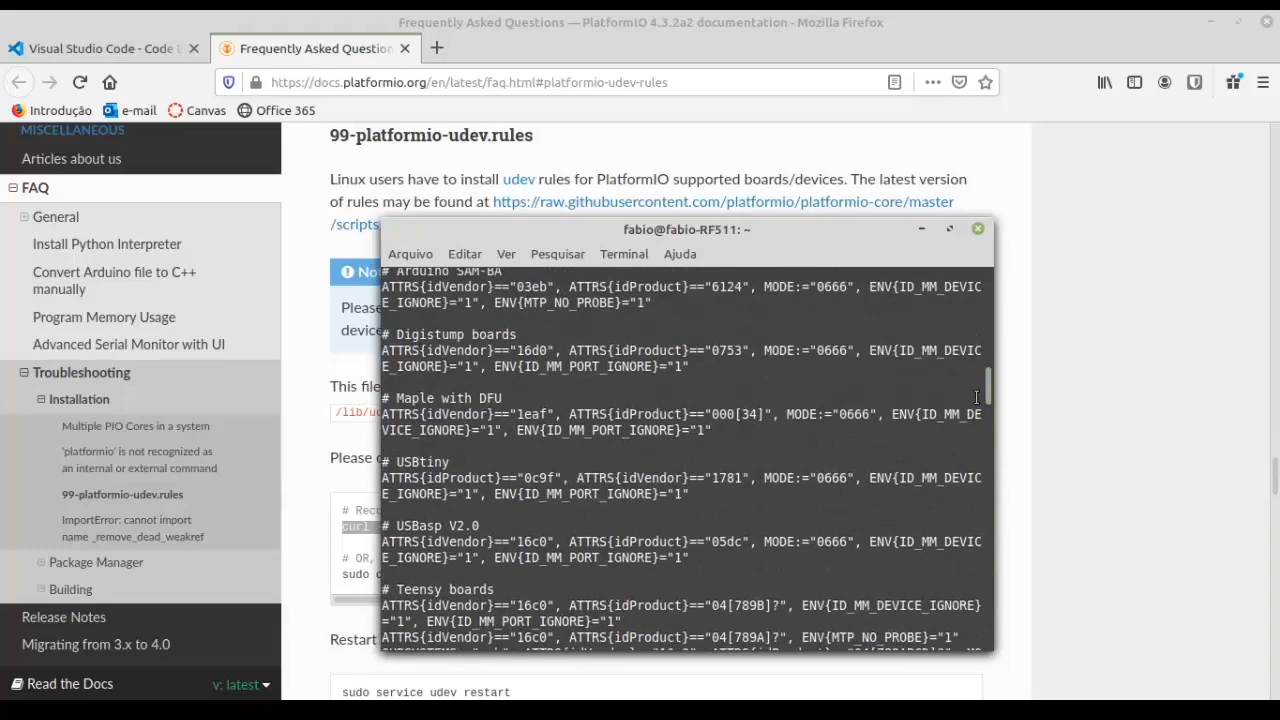 Frequently Asked Questions — PlatformIO 4.3.2a2 documentation - Mozilla Firefox
Visual Studio Code - Code
Frequently Asked Question
https://docs.platformio.org/en/latest/faq.html#platformio-udev-rules
Introdução
e-mail
Canvas
Office 365
MISCELLANEOUS
Articles about us
FAQ
General
Install Python Interpreter
Convert Arduino file to C++
manually
Program Memory Usage
Advanced Serial Monitor with UI
Troubleshooting
Installation
Multiple PIO Cores in a system
'platformio' is not recognized as
an internal or external command
99-platformio-udev.rules
ImportError: cannot import
name _remove_dead_weakref
Package Manager
Building
Release Notes
Migrating from 3.x to 4.0
Read the Docs
v: latest
99-platformio-udev.rules
Linux users have to install udev rules for PlatformIO supported boards/devices. The latest version
of rules may be found at https://raw.githubusercontent.com/platformio/platformio-core/master
/scripts
Please
This file
Please
curl
# OR,
sudo
Restart
sudo service udev restart
fabio@fabio-RF511: ~
Arquivo Editar Ver Pesquisar Terminal Ajuda
# Arduino SAM-BA
ATTRS{idVendor}=="03eb", ATTRS{idProduct}=="6124", MODE:="0666", ENV{ID_MM_DEVIC
E_IGNORE}="1", ENV{MTP_NO_PROBE}="1"
# Digistump boards
ATTRS{idVendor}=="16d0", ATTRS{idProduct}=="0753", MODE:="0666", ENV{ID_MM_DEVIC
E_IGNORE}="1", ENV{ID_MM_PORT_IGNORE}="1"
# Maple with DFU
ATTRS{idVendor}=="1eaf", ATTRS{idProduct}=="000[34]", MODE:="0666", ENV{ID_MM_DE
VICE_IGNORE}="1", ENV{ID_MM_PORT_IGNORE}="1"
# USBtiny
ATTRS{idProduct}=="0c9f", ATTRS{idVendor}=="1781", MODE:="0666", ENV{ID_MM_DEVIC
E_IGNORE}="1", ENV{ID_MM_PORT_IGNORE}="1"
# USBasp V2.0
ATTRS{idVendor}=="16c0", ATTRS{idProduct}=="05dc", MODE:="0666", ENV{ID_MM_DEVIC
E_IGNORE}="1", ENV{ID_MM_PORT_IGNORE}="1"
# Teensy boards
ATTRS{idVendor}=="16c0", ATTRS{idProduct}=="04[789B]?", ENV{ID_MM_DEVICE_IGNORE}
="1", ENV{ID_MM_PORT_IGNORE}="1"
ATTRS{idVendor}=="16c0", ATTRS{idProduct}=="04[789A]?", ENV{MTP_NO_PROBE}="1"